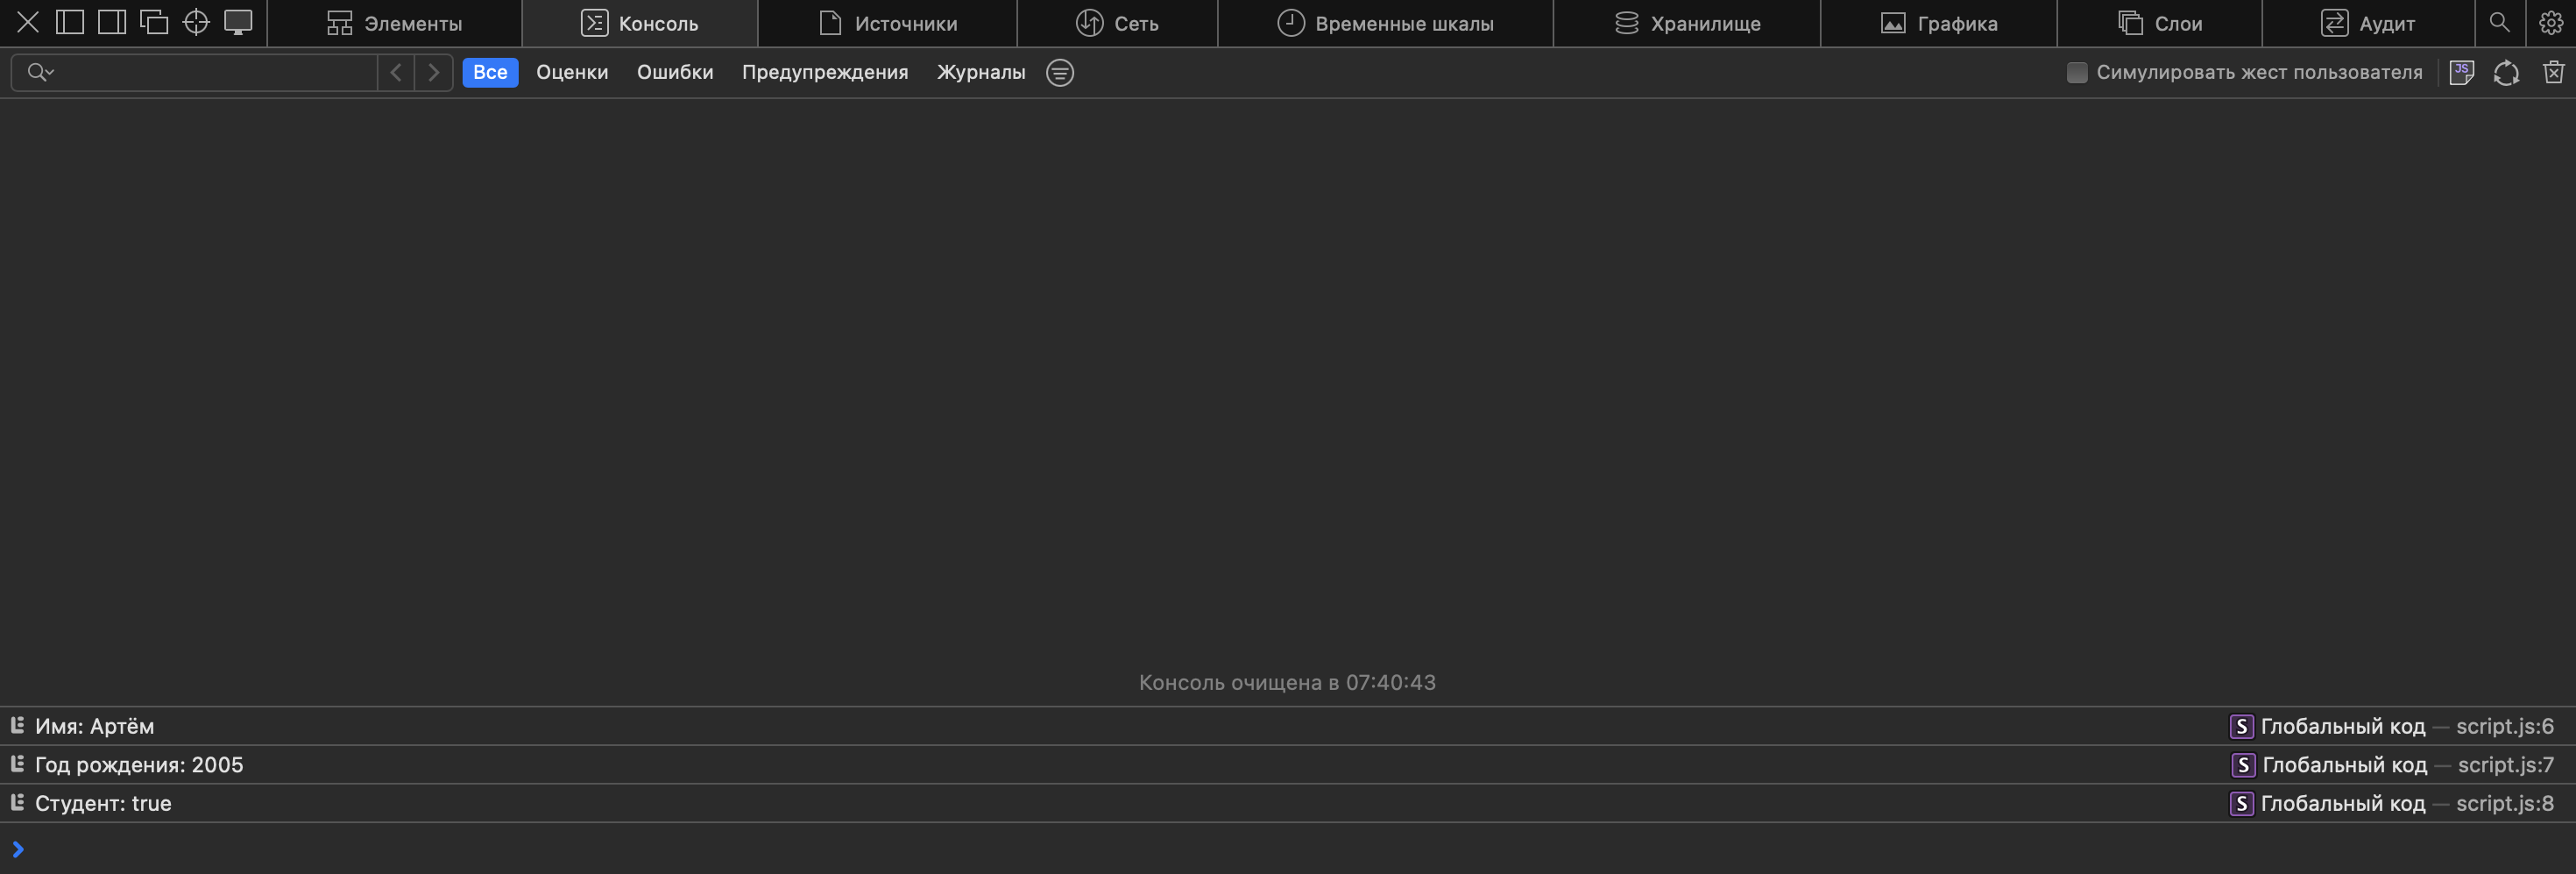 Элементы Консоль Источники Сеть Временные шкалы Хранилище Графика Слои Аудит
Все Оценки Ошибки Предупреждения Журналы Симулировать жест пользователя JS
Консоль очищена в 07:40:43
Имя: Артём S Глобальный код — script.js:6
Год рождения: 2005 S Глобальный код — script.js:7
Студент: true S Глобальный код — script.js:8